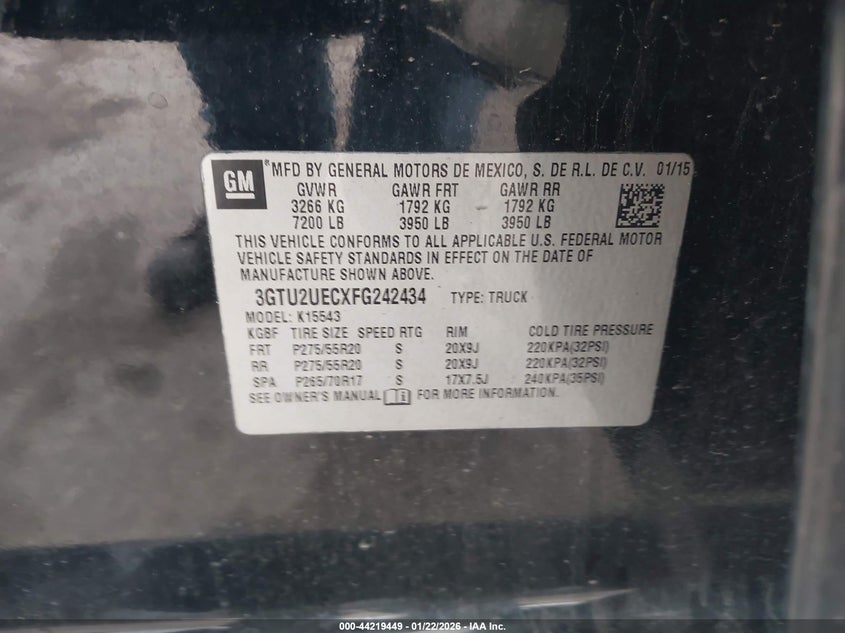 GM ® MFD BY GENERAL MOTORS DE MEXICO, S. DE R.L. DE C.V. 01/15
GVWR GAWR FRT GAWR RR
3266 KG 1792 KG 1792 KG
7200 LB 3950 LB 3950 LB
THIS VEHICLE CONFORMS TO ALL APPLICABLE U.S. FEDERAL MOTOR
VEHICLE SAFETY STANDARDS IN EFFECT ON THE DATE OF
MANUFACTURE SHOWN ABOVE.
3GTU2UECXFG242434 TYPE: TRUCK
MODEL: K15543
KGBF TIRE SIZE SPEED RTG RIM COLD TIRE PRESSURE
FRT P275/55R20 S 20X9J 220KPA(32PSI)
RR P275/55R20 S 20X9J 220KPA(32PSI)
SPA P265/70R17 S 17X7.5J 240KPA(35PSI)
SEE OWNER'S MANUAL FOR MORE INFORMATION.
000-44219449 - 01/22/2026 - IAA Inc.